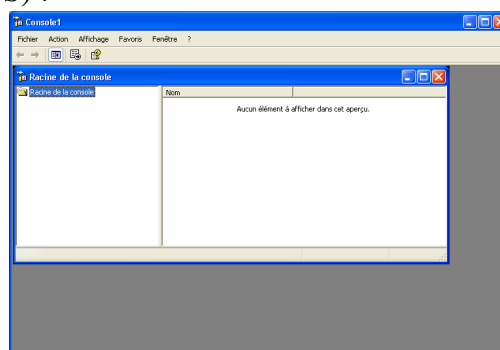 Console1
Fichier Action Affichage Favoris Fenêtre ?
Racine de la console
Racine de la console
Nom
Aucun élément à afficher dans cet aperçu.